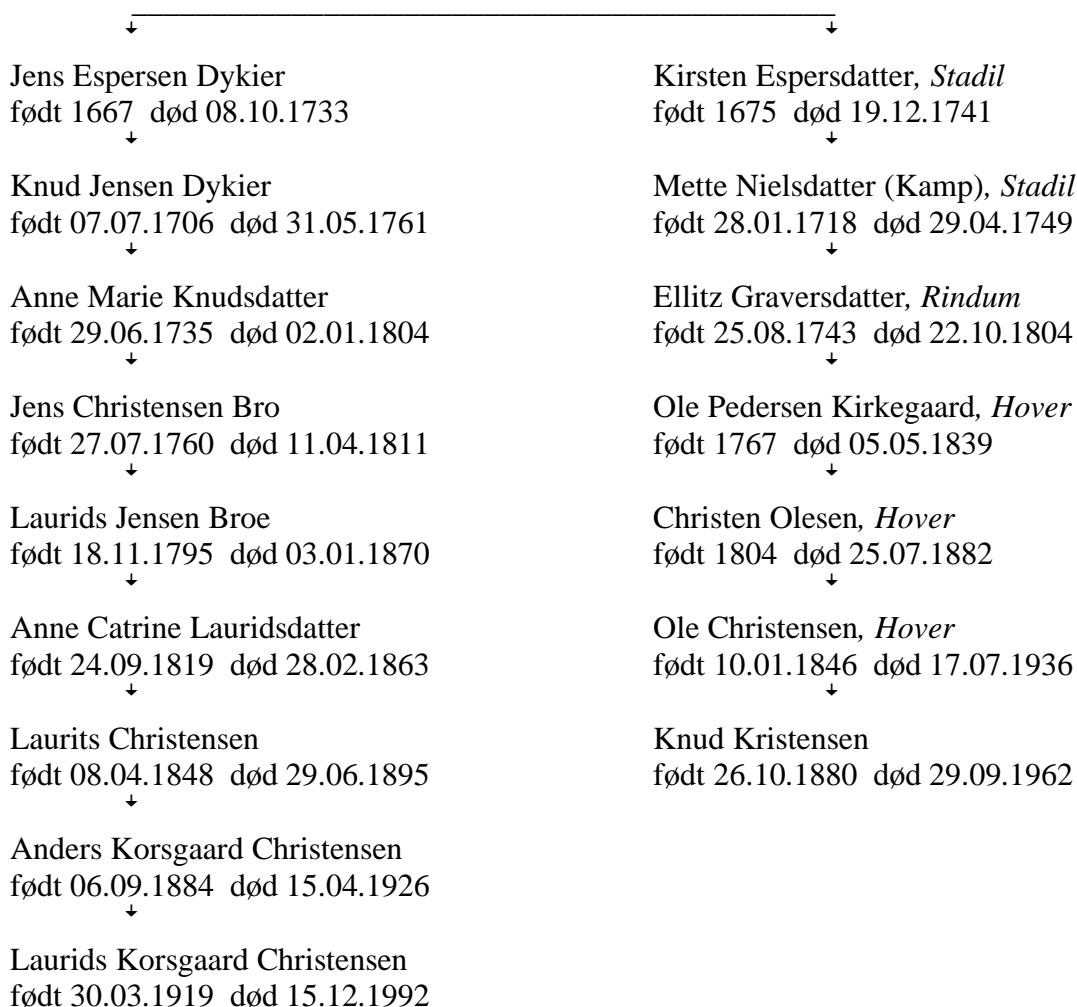 Jens Espersen Dykier
født 1667 død 08.10.1733
Knud Jensen Dykier
født 07.07.1706 død 31.05.1761
Anne Marie Knudsdatter
født 29.06.1735 død 02.01.1804
Jens Christensen Bro
født 27.07.1760 død 11.04.1811
Laurids Jensen Broe
født 18.11.1795 død 03.01.1870
Anne Catrine Lauridsdatter
født 24.09.1819 død 28.02.1863
Laurits Christensen
født 08.04.1848 død 29.06.1895
Anders Korsgaard Christensen
født 06.09.1884 død 15.04.1926
Laurids Korsgaard Christensen
født 30.03.1919 død 15.12.1992
Kirsten Espersdatter, Stadil
født 1675 død 19.12.1741
Mette Nielsdatter (Kamp), Stadil
født 28.01.1718 død 29.04.1749
Ellitz Graversdatter, Rindum
født 25.08.1743 død 22.10.1804
Ole Pedersen Kirkegaard, Hover
født 1767 død 05.05.1839
Christen Olesen, Hover
født 1804 død 25.07.1882
Ole Christensen, Hover
født 10.01.1846 død 17.07.1936
Knud Kristensen
født 26.10.1880 død 29.09.1962